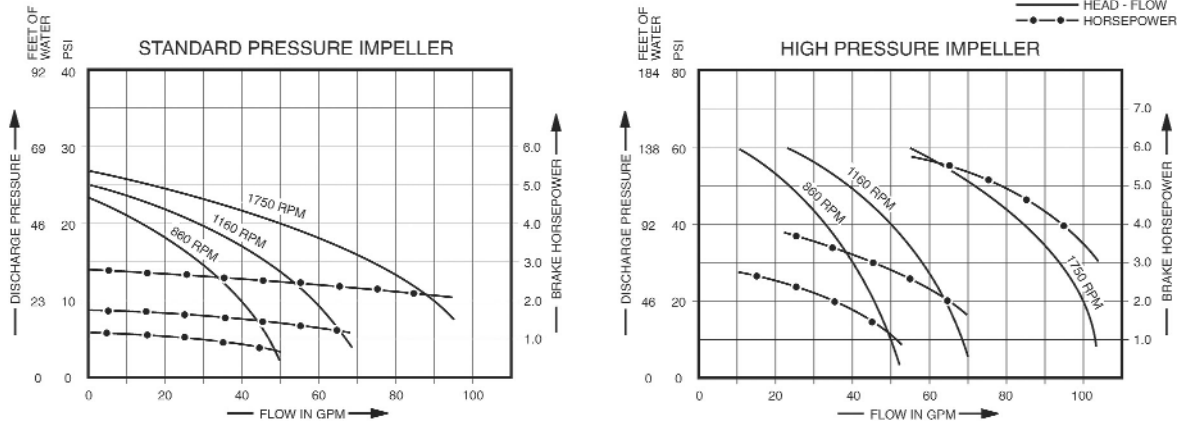 HEAD - FLOW
HORSEPOWER
STANDARD PRESSURE IMPELLER
FEET OF
WATER
PSI
92 40
69 30
46 20
23 10
0 0
DISCHARGE PRESSURE
1750 RPM
1160 RPM
860 RPM
6.0
5.0
4.0
3.0
2.0
1.0
BRAKE HORSEPOWER
0 20 40 60 80 100
FLOW IN GPM
HIGH PRESSURE IMPELLER
FEET OF
WATER
PSI
184 80
138 60
92 40
46 20
0 0
DISCHARGE PRESSURE
860 RPM
1160 RPM
1750 RPM
7.0
6.0
5.0
4.0
3.0
2.0
1.0
BRAKE HORSEPOWER
0 20 40 60 80 100
FLOW IN GPM